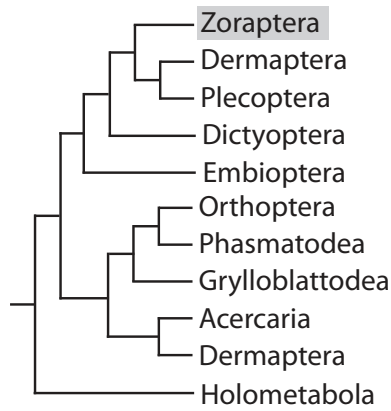 Zoraptera
Dermaptera
Plecoptera
Dictyoptera
Embioptera
Orthoptera
Phasmatodea
Grylloblattodea
Acercaria
Dermaptera
Holometabola